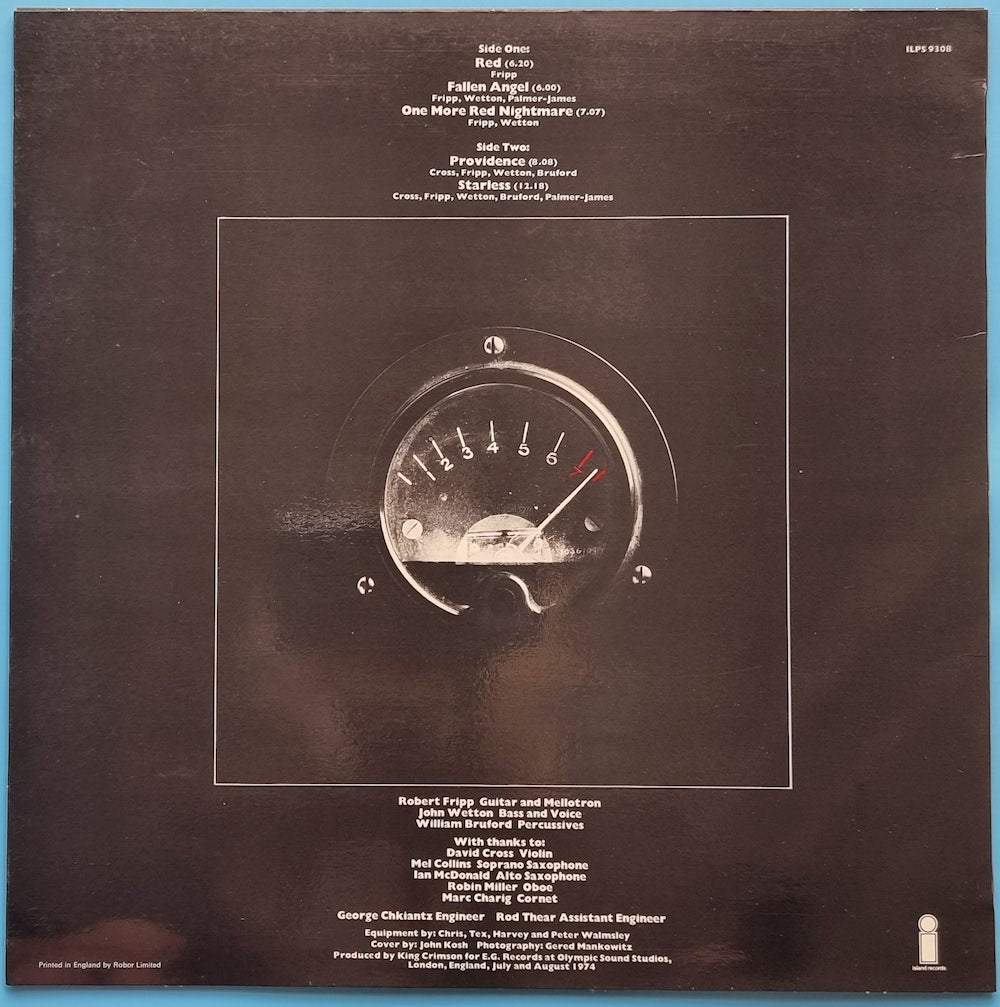 Side One:
ILPS 9308
Red (6.20)
Fripp
Fallen Angel (6.00)
Fripp, Wetton, Palmer-James
One More Red Nightmare (7.07)
Fripp, Wetton
Side Two:
Providence (8.08)
Cross, Fripp, Wetton, Bruford
Starless (12.18)
Cross, Fripp, Wetton, Bruford, Palmer-James
1 2 3 4 5 6 7
Robert Fripp Guitar and Mellotron
John Wetton Bass and Voice
William Bruford Percussives
With thanks to:
David Cross Violin
Mel Collins Soprano Saxophone
Ian McDonald Alto Saxophone
Robin Miller Oboe
Marc Charig Cornet
George Chkiantz Engineer Rod Thear Assistant Engineer
Equipment by: Chris, Tex, Harvey and Peter Walmsley
Cover by: John Kosh Photography: Gered Mankowitz
Produced by King Crimson for E.G. Records at Olympic Sound Studios,
London, England, July and August 1974
Printed in England by Robor Limited
island records